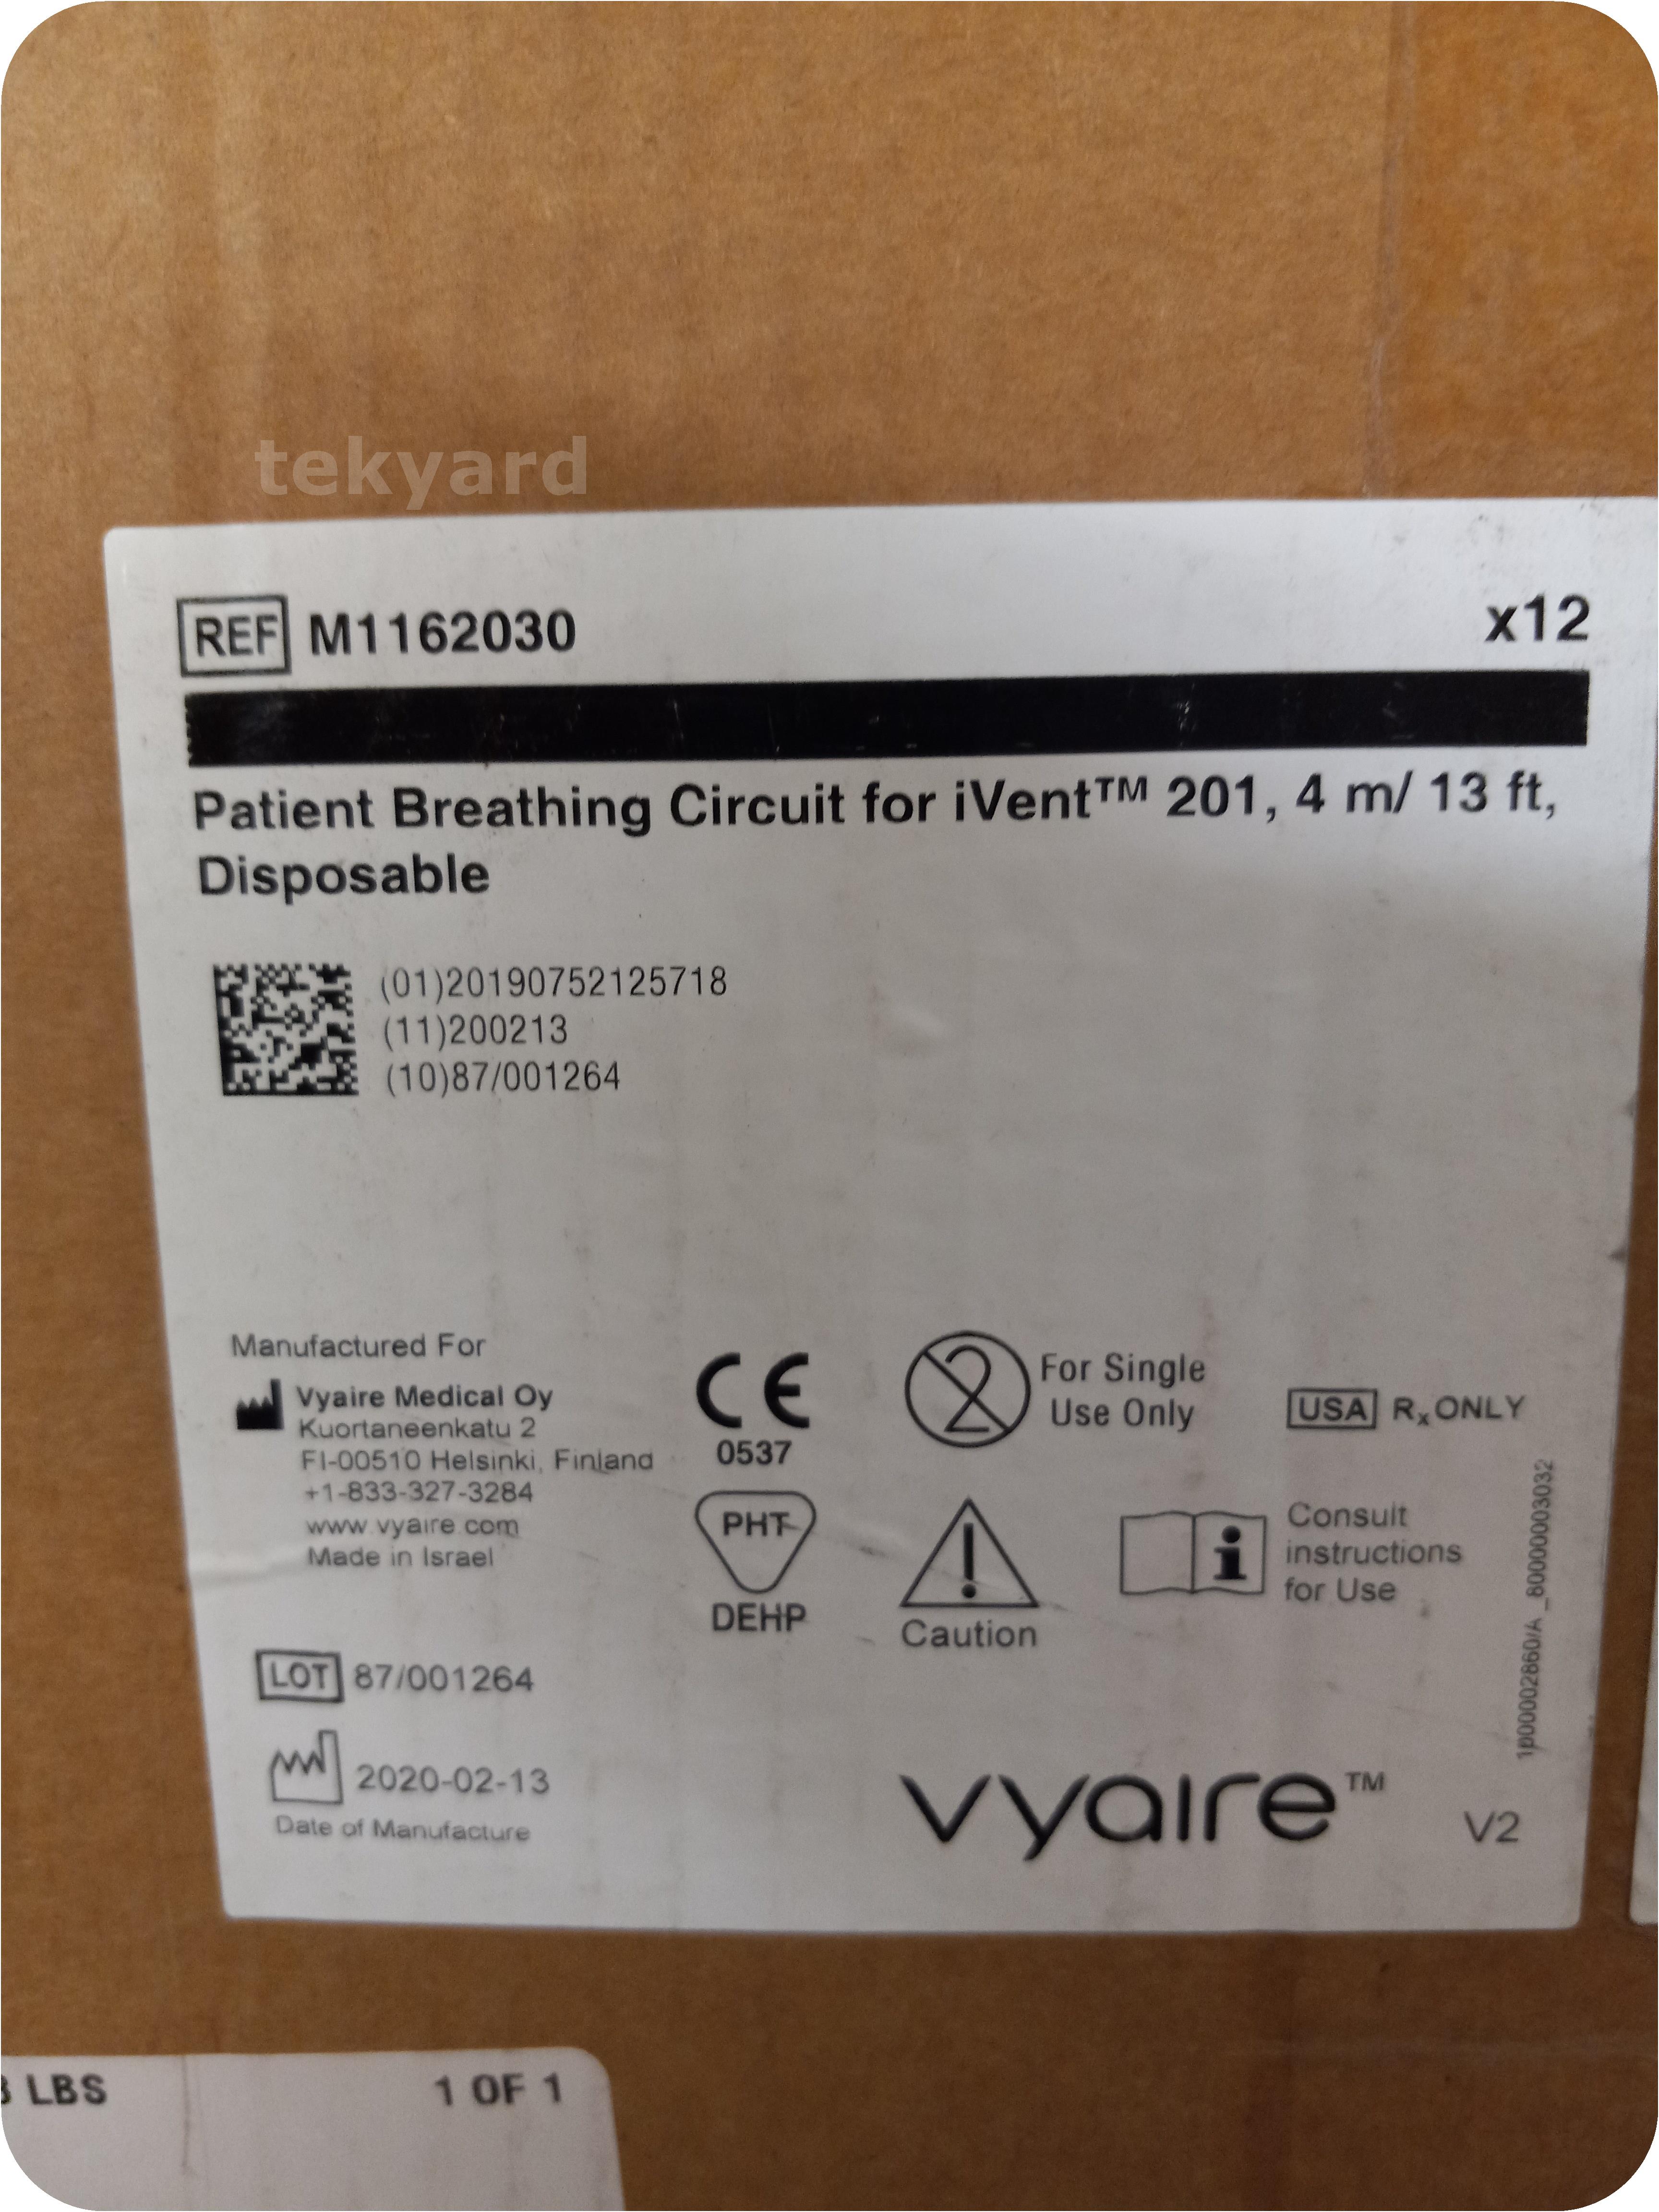 tekyard
REF M1162030 x12
Patient Breathing Circuit for iVent™ 201, 4 m/ 13 ft,
Disposable
(01)20190752125718
(11)200213
(10)87/001264
Manufactured For
Vyaire Medical Oy
Kuortaneenkatu 2
FI-00510 Helsinki, Finland
+1-833-327-3284
www.vyaire.com
Made in Israel
CE
0537
2
For Single
Use Only
USA RxONLY
PHT
DEHP
!
Caution
i
Consult
instructions
for Use
LOT 87/001264
2020-02-13
Date of Manufacture
vyaire™
V2
LBS 1 OF 1